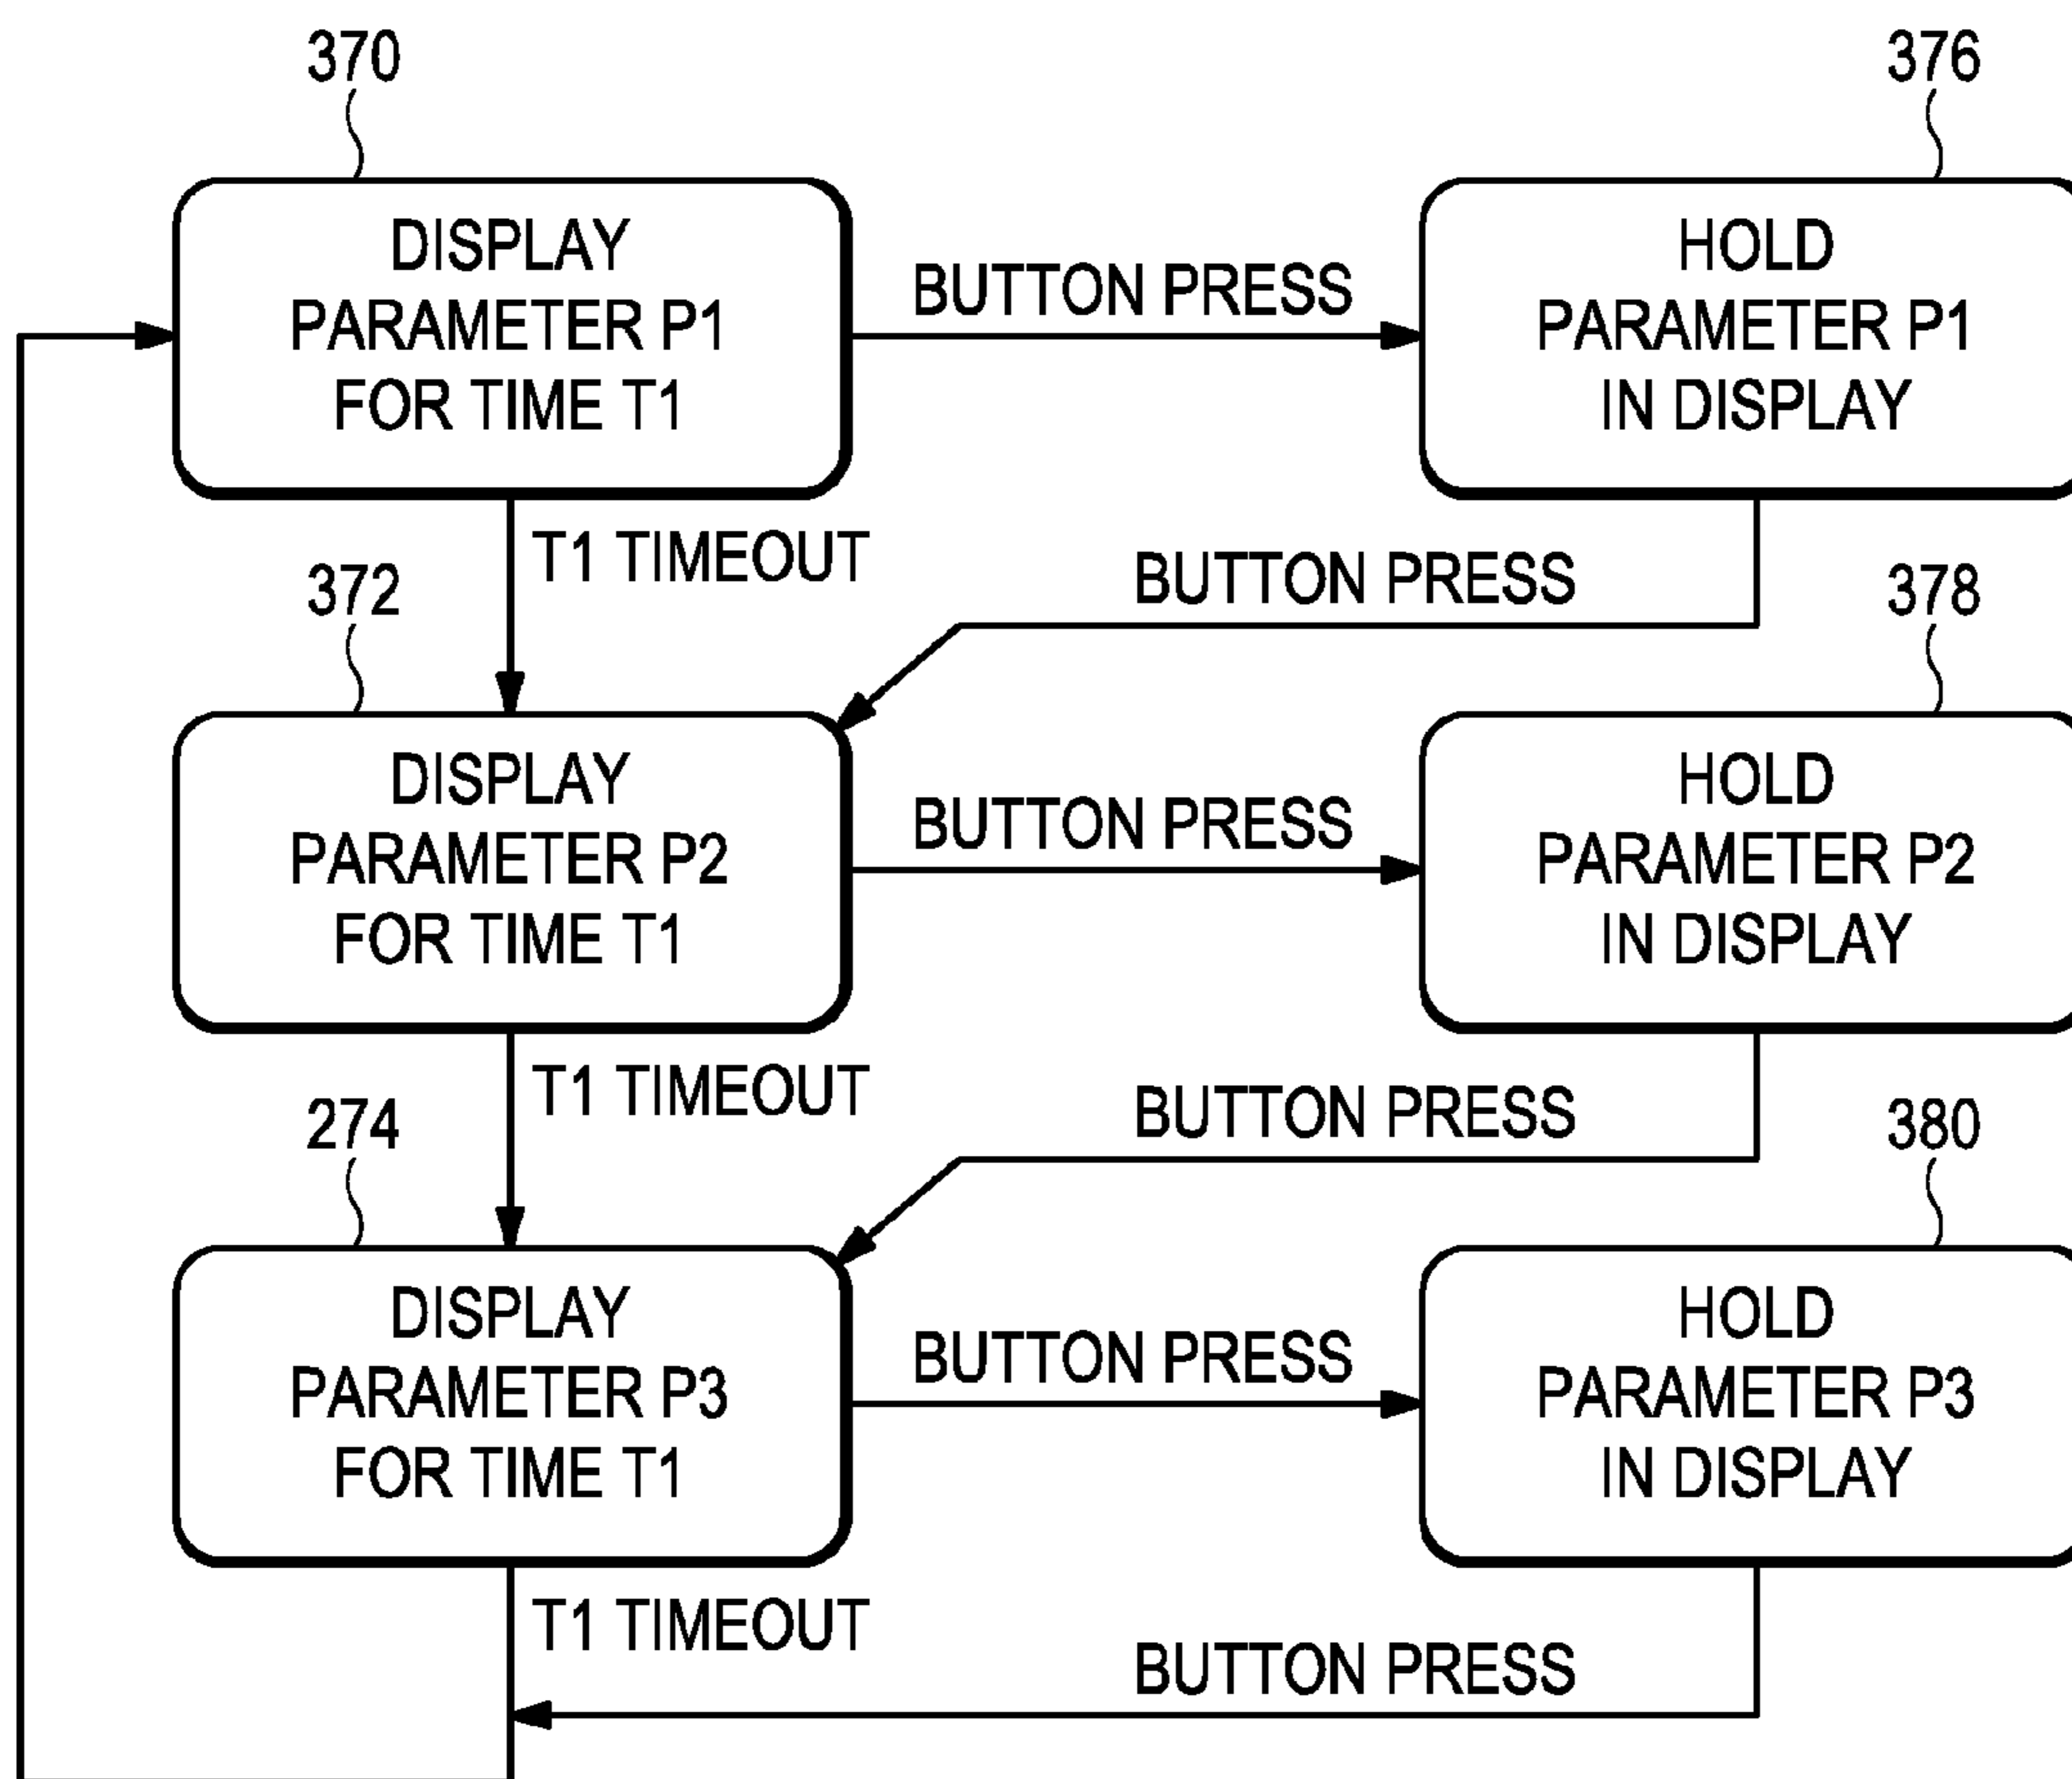 370
376
DISPLAY
PARAMETER P1
FOR TIME T1
BUTTON PRESS
HOLD
PARAMETER P1
IN DISPLAY
T1 TIMEOUT
BUTTON PRESS
372
378
DISPLAY
PARAMETER P2
FOR TIME T1
BUTTON PRESS
HOLD
PARAMETER P2
IN DISPLAY
T1 TIMEOUT
BUTTON PRESS
274
380
DISPLAY
PARAMETER P3
FOR TIME T1
BUTTON PRESS
HOLD
PARAMETER P3
IN DISPLAY
T1 TIMEOUT
BUTTON PRESS